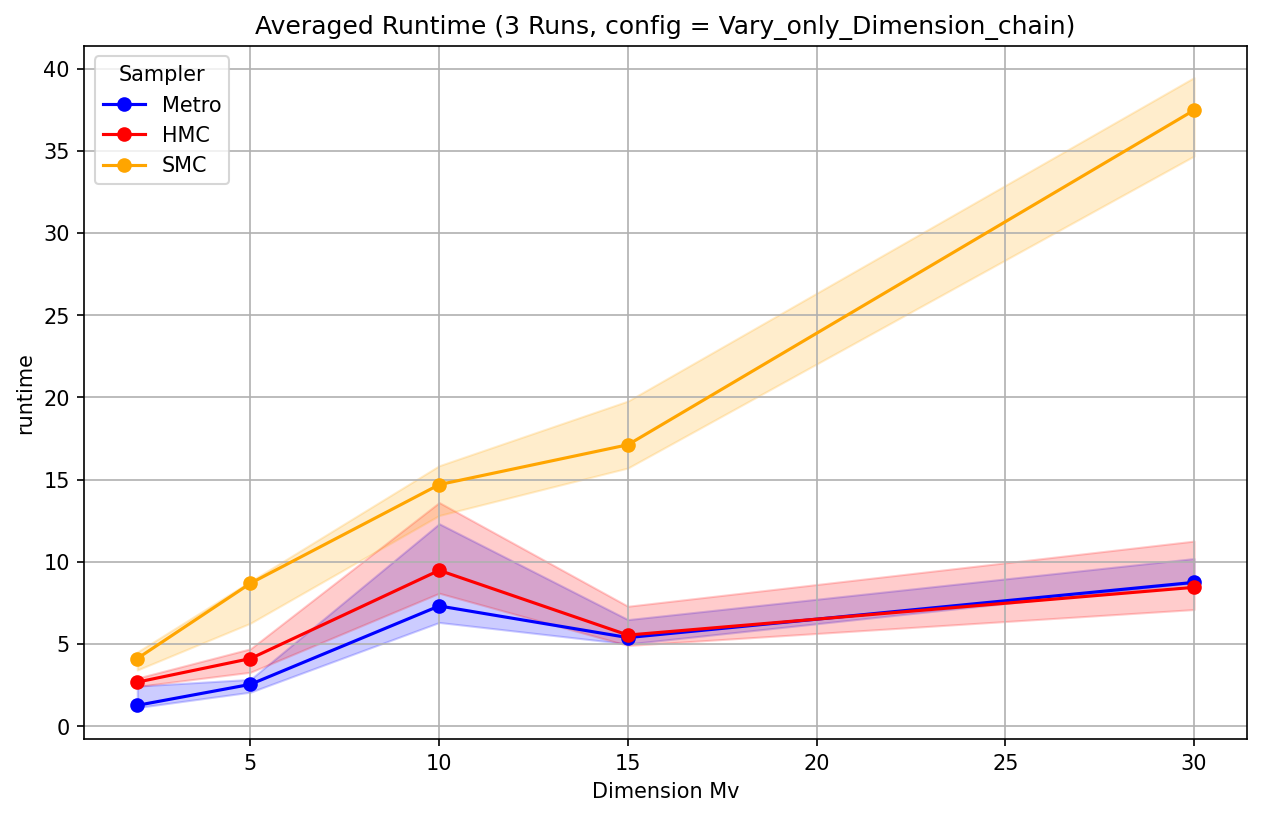 Averaged Runtime (3 Runs, config = Vary_only_Dimension_chain)
40
35
30
25
20
15
10
5
0
runtime
Sampler
Metro
HMC
SMC
5 10 15 20 25 30
Dimension Mv